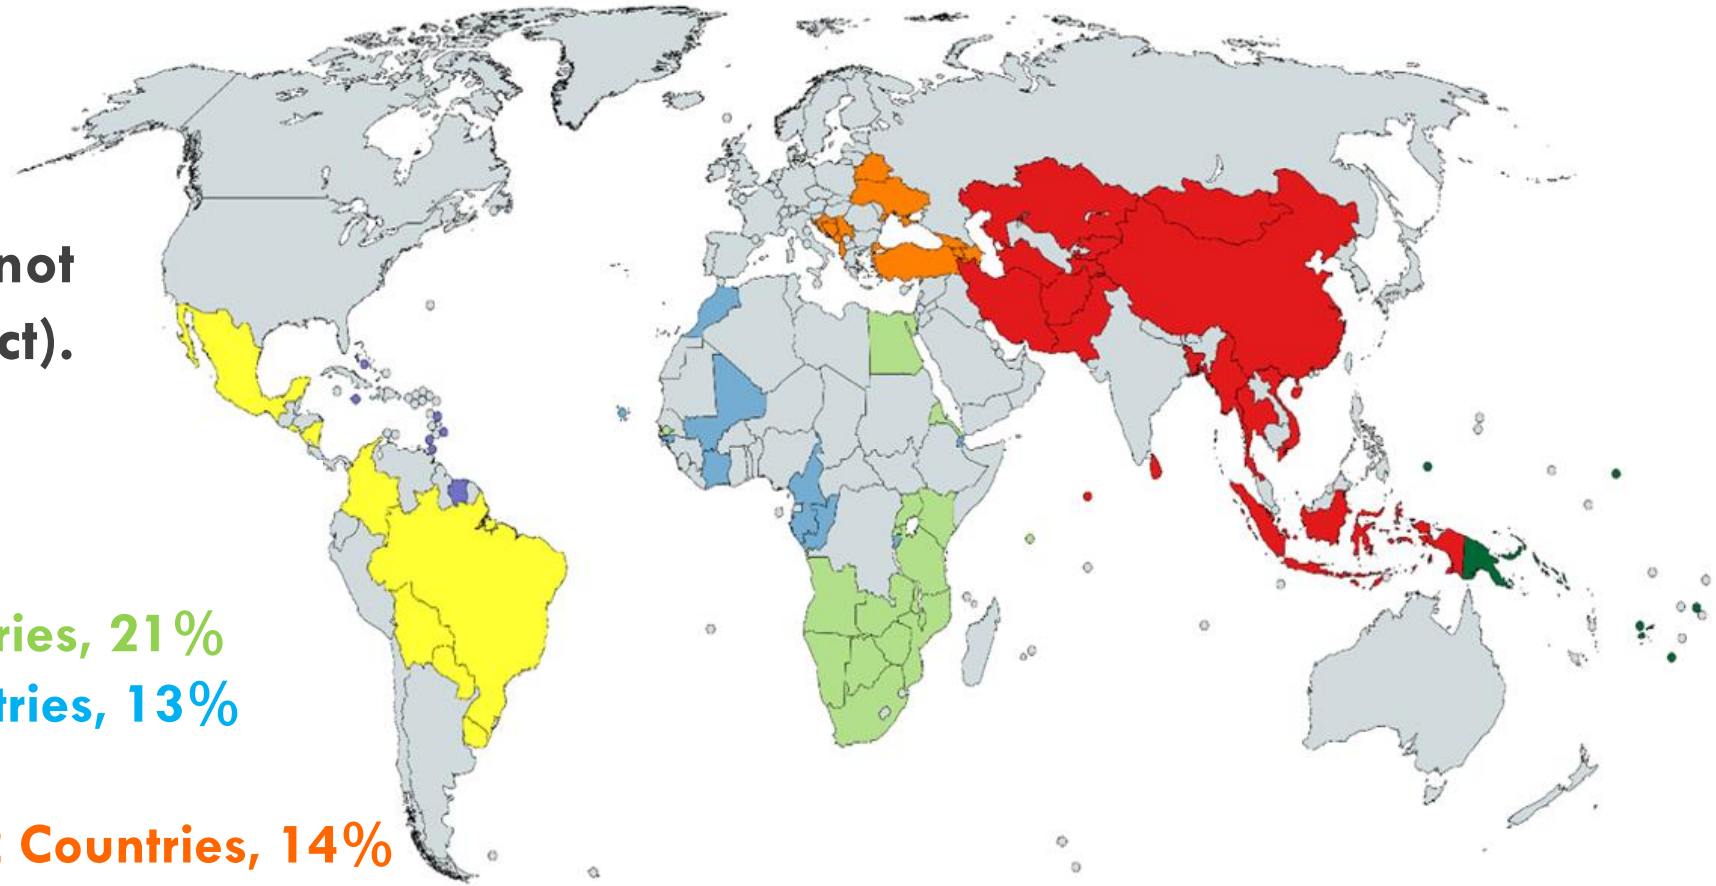 not
ct).
ries, 21%
tries, 13%
Countries, 14%